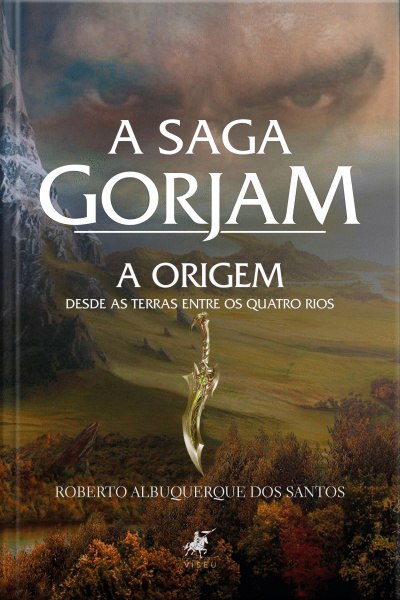 A SAGA
GORJAM
A ORIGEM
DESDE AS TERRAS ENTRE OS QUATRO RIOS
ROBERTO ALBUQUERQUE DOS SANTOS
VISEU